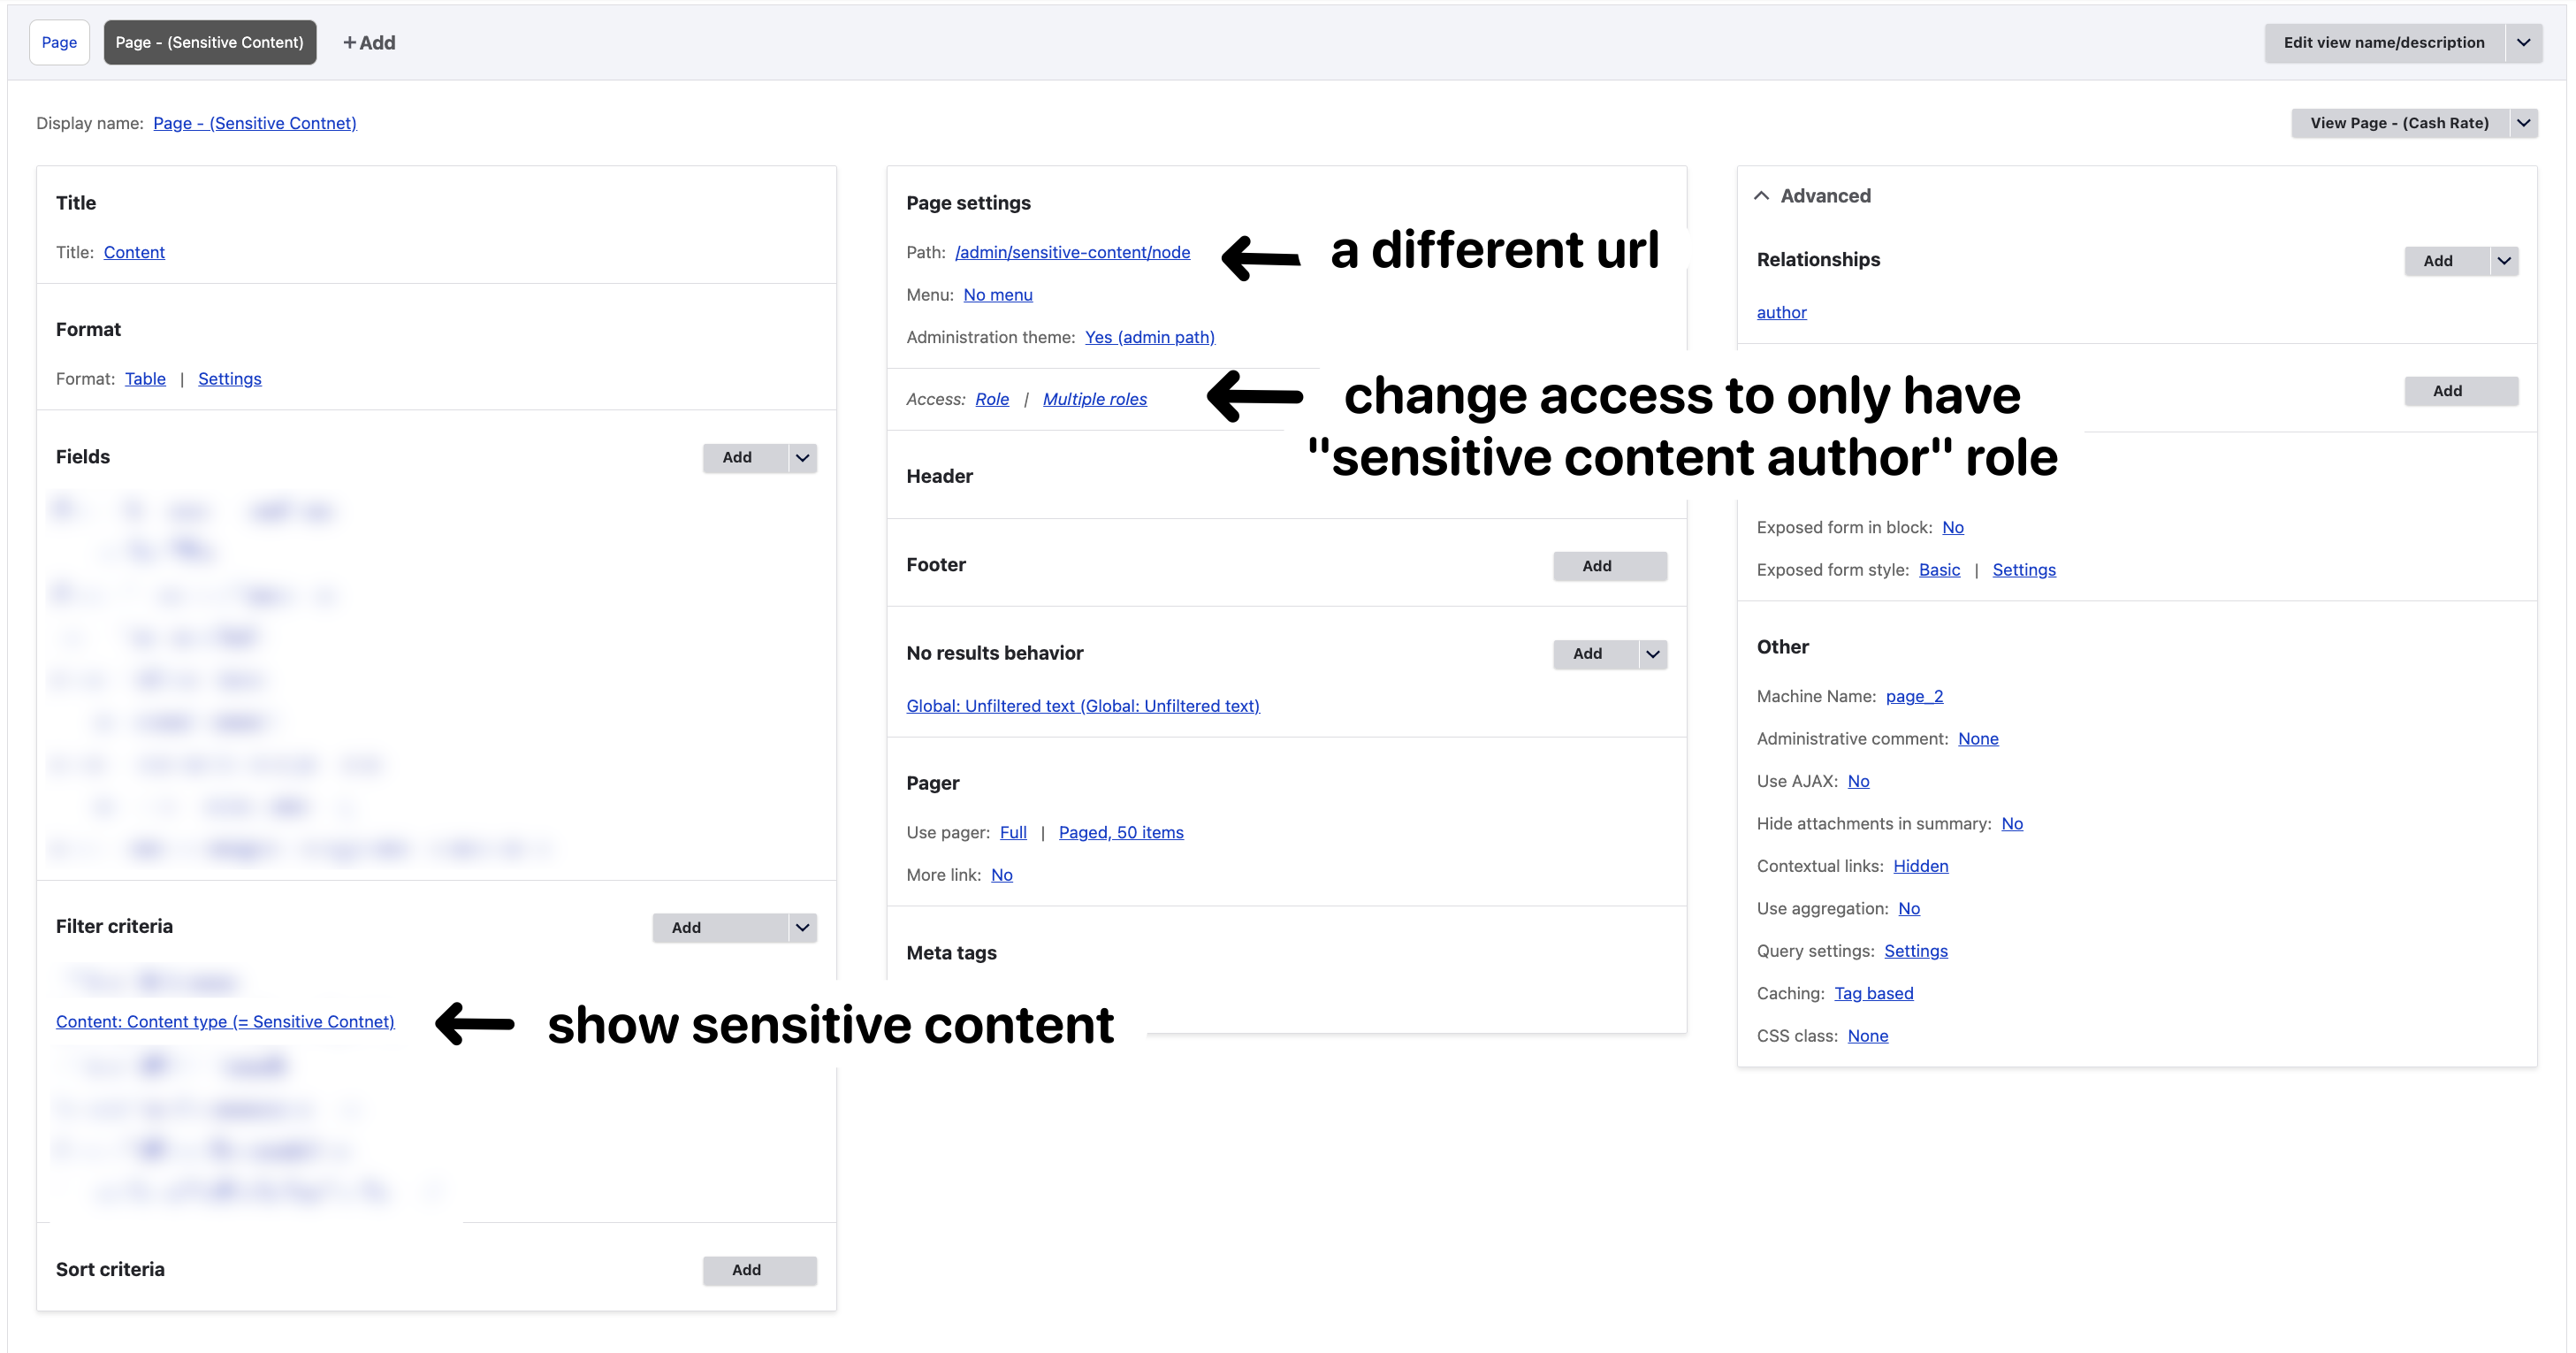 Page
Page - (Sensitive Content)
+ Add
Edit view name/description
Display name: Page - (Sensitive Contnet)
View Page - (Cash Rate)
Title
Title: Content
Format
Format: Table | Settings
Fields
Add
Filter criteria
Add
Content: Content type (= Sensitive Contnet)
show sensitive content
Sort criteria
Add
Page settings
Path: /admin/sensitive-content/node
a different url
Menu: No menu
Administration theme: Yes (admin path)
Access: Role | Multiple roles
change access to only have
"sensitive content author" role
Header
Footer
Add
No results behavior
Add
Global: Unfiltered text (Global: Unfiltered text)
Pager
Use pager: Full | Paged, 50 items
More link: No
Meta tags
Advanced
Relationships
Add
author
Add
Exposed form in block: No
Exposed form style: Basic | Settings
Other
Machine Name: page_2
Administrative comment: None
Use AJAX: No
Hide attachments in summary: No
Contextual links: Hidden
Use aggregation: No
Query settings: Settings
Caching: Tag based
CSS class: None